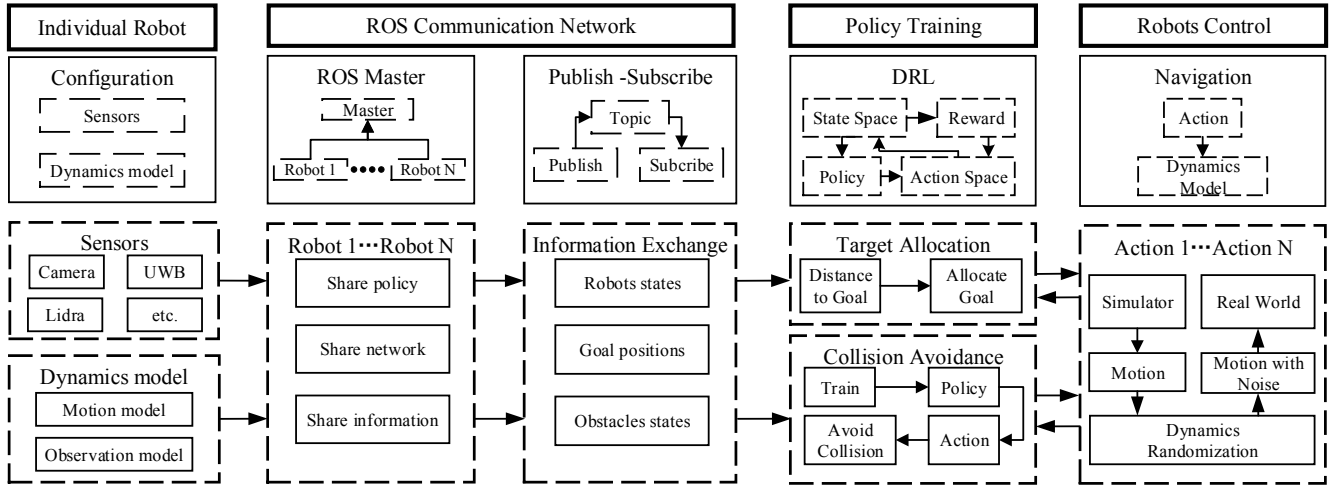 Individual Robot
ROS Communication Network
Policy Training
Robots Control
Configuration
Sensors
Dynamics model
ROS Master
Master
Robot 1
Robot N
Publish -Subscribe
Topic
Publish
Subcribe
DRL
State Space
Reward
Policy
Action Space
Navigation
Action
Dynamics
Model
Sensors
Camera
UWB
Lidra
etc.
Dynamics model
Motion model
Observation model
Robot 1···Robot N
Share policy
Share network
Share information
Information Exchange
Robots states
Goal positions
Obstacles states
Target Allocation
Distance
to Goal
Allocate
Goal
Collision Avoidance
Train
Policy
Avoid
Collision
Action
Action 1···Action N
Simulator
Real World
Motion
Motion with
Noise
Dynamics
Randomization